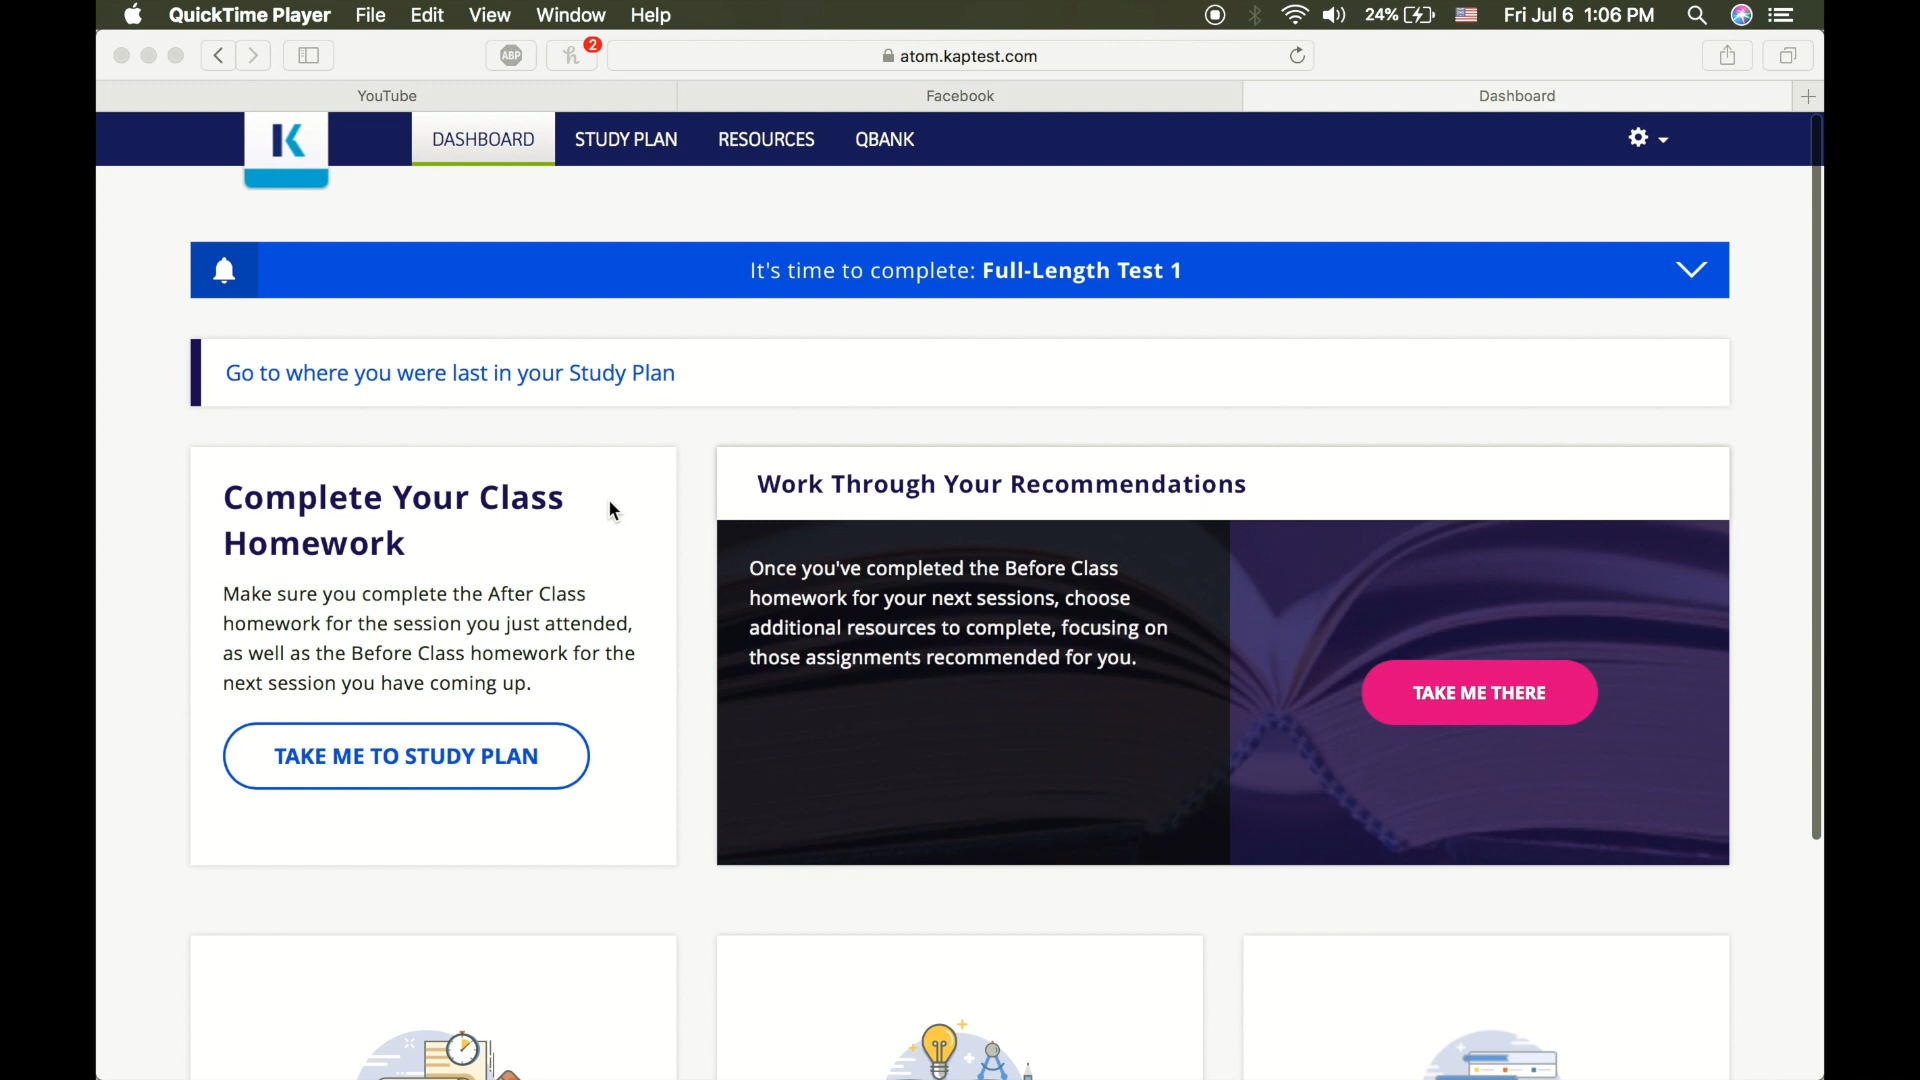 QuickTime Player File Edit View Window Help 24% Fri Jul 6 1:06 PM
ABP 2 atom.kaptest.com
YouTube Facebook Dashboard
K DASHBOARD STUDY PLAN RESOURCES QBANK
It's time to complete: Full-Length Test 1
Go to where you were last in your Study Plan
Complete Your Class
Homework
Make sure you complete the After Class
homework for the session you just attended,
as well as the Before Class homework for the
next session you have coming up.
TAKE ME TO STUDY PLAN
Work Through Your Recommendations
Once you've completed the Before Class
homework for your next sessions, choose
additional resources to complete, focusing on
those assignments recommended for you.
TAKE ME THERE